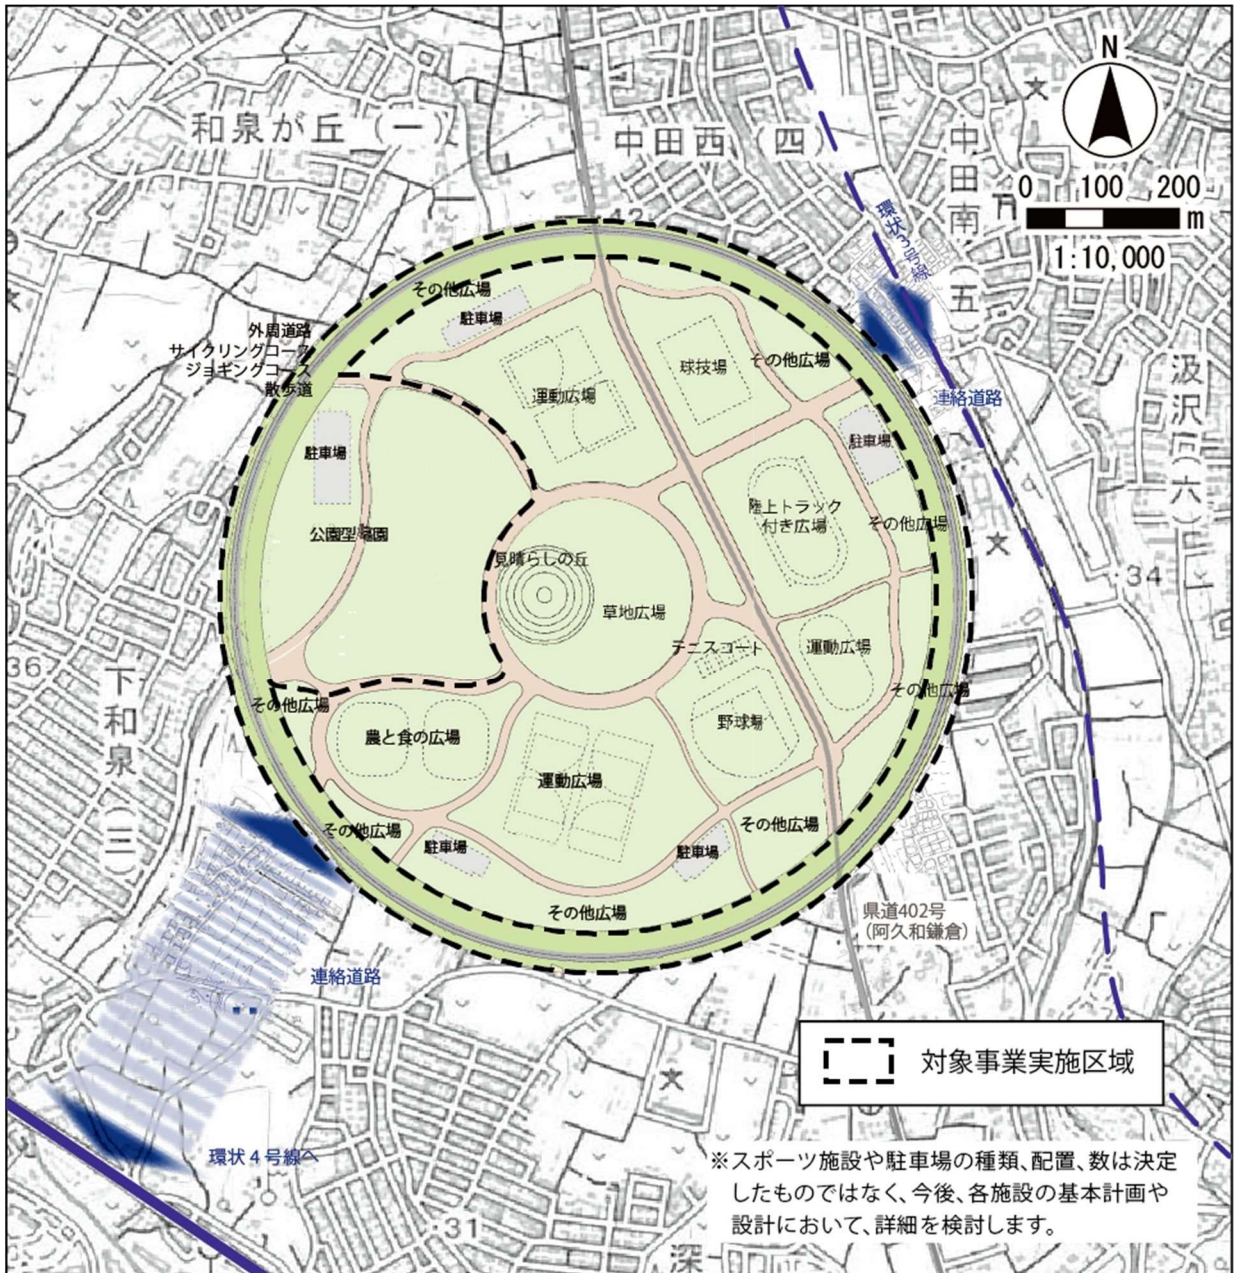 N
0 100 200
m
1:10,000
和泉が丘(一)
中田西(四)
中田南(五)
環状3号線
42
その他広場
駐車場
外周道路
サイクリングコース
ジョギングコース
散歩道
運動広場
球技場
その他広場
連絡道路
汲沢(六)
駐車場
駐車場
陸上トラック
付き広場
その他広場
公園型墓園
見晴らしの丘
草地広場
34
テニスコート
運動広場
36
下和泉(三)
その他広場
その他広場
農と食の広場
野球場
運動広場
その他広場
駐車場
駐車場
その他広場
その他広場
県道402号
(阿久和鎌倉)
連絡道路
対象事業実施区域
環状4号線へ
※スポーツ施設や駐車場の種類、配置、数は決定
したものではなく、今後、各施設の基本計画や
設計において、詳細を検討します。
31
深